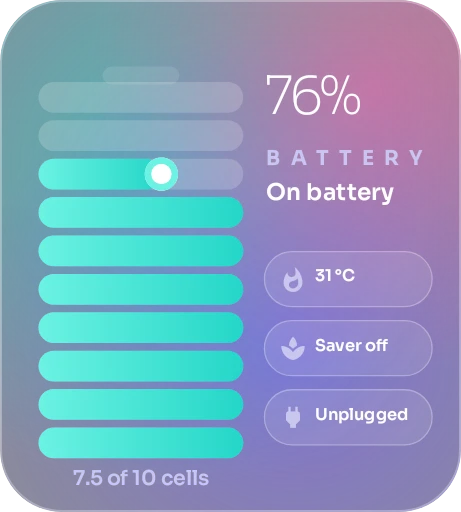 76%
BATTERY
On battery
31°C
Saver off
Unplugged
7.5 of 10 cells